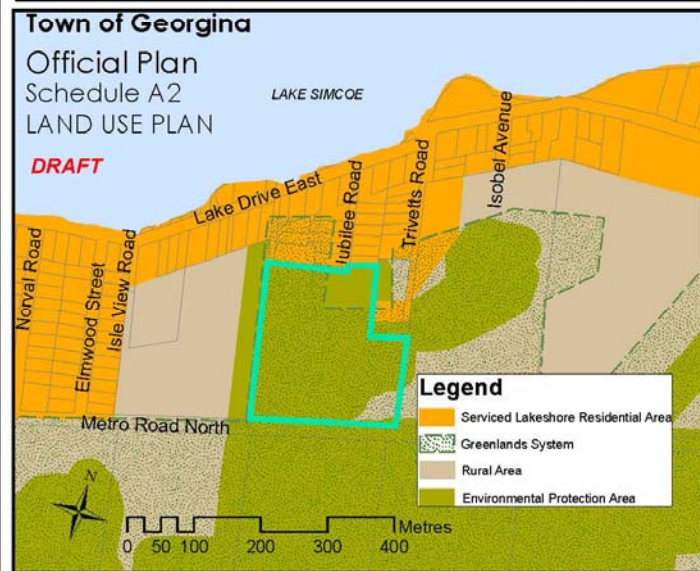 Town of Georgina
Official Plan
Schedule A2
LAND USE PLAN
DRAFT
LAKE SIMCOE
Lake Drive East
Norval Road
Elmwood Street
Isle View Road
Jubilee Road
Trivetts Road
Isobel Avenue
Metro Road North
Legend
Serviced Lakeshore Residential Area
Greenlands System
Rural Area
Environmental Protection Area
N
Metres
0 50 100 200 300 400